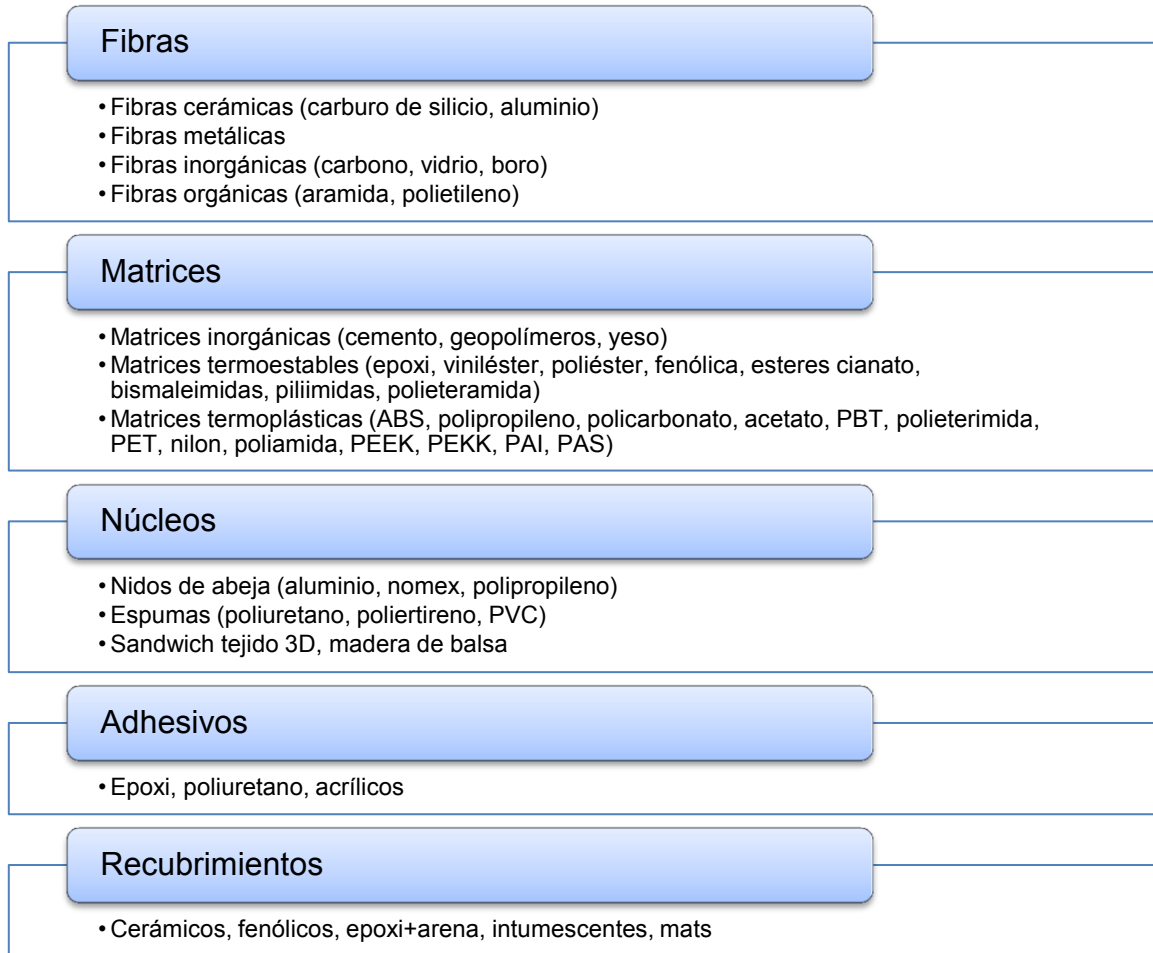 Fibras
• Fibras cerámicas (carburo de silicio, aluminio)
• Fibras metálicas
• Fibras inorgánicas (carbono, vidrio, boro)
• Fibras orgánicas (aramida, polietileno)
Matrices
• Matrices inorgánicas (cemento, geopolímeros, yeso)
• Matrices termoestables (epoxi, viniléster, poliéster, fenólica, esteres cianato,
bismaleimidas, piliimidas, polieteramida)
• Matrices termoplásticas (ABS, polipropileno, policarbonato, acetato, PBT, polieterimida,
PET, nilon, poliamida, PEEK, PEKK, PAI, PAS)
Núcleos
• Nidos de abeja (aluminio, nomex, polipropileno)
• Espumas (poliuretano, poliertireno, PVC)
• Sandwich tejido 3D, madera de balsa
Adhesivos
• Epoxi, poliuretano, acrílicos
Recubrimientos
• Cerámicos, fenólicos, epoxi+arena, intumescentes, mats